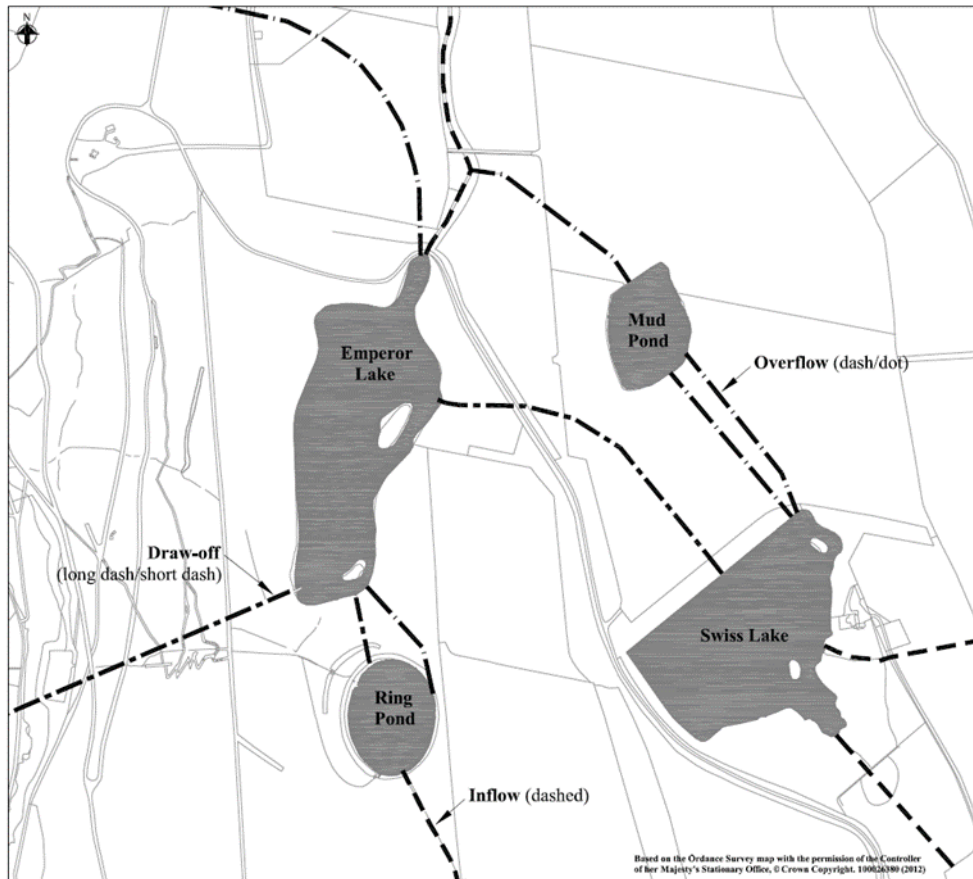 N
Emperor
Lake
Mud
Pond
Overflow (dash/dot)
Draw-off
(long dash/short dash)
Swiss Lake
Ring
Pond
Inflow (dashed)
Based on the Ordance Survey map with the permission of the Controller
of her Majesty's Stationary Office, © Crown Copyright. 100026380 (2012)